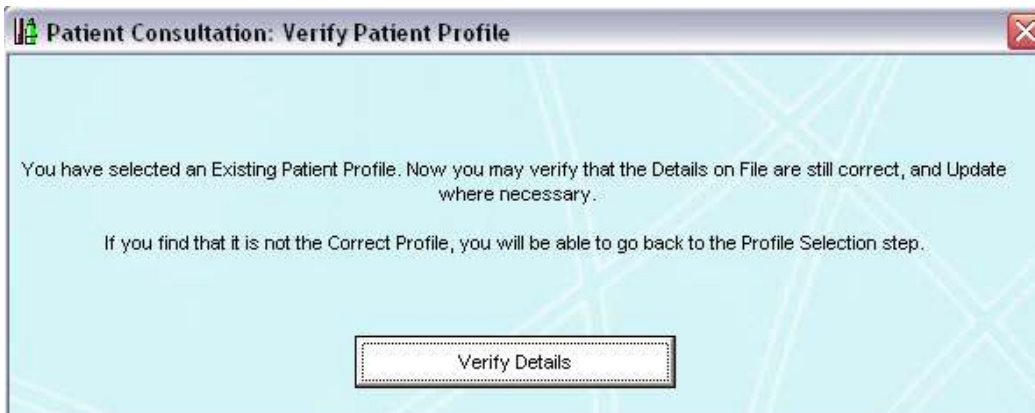 Patient Consultation: Verify Patient Profile
You have selected an Existing Patient Profile. Now you may verify that the Details on File are still correct, and Update
where necessary.
If you find that it is not the Correct Profile, you will be able to go back to the Profile Selection step.
Verify Details